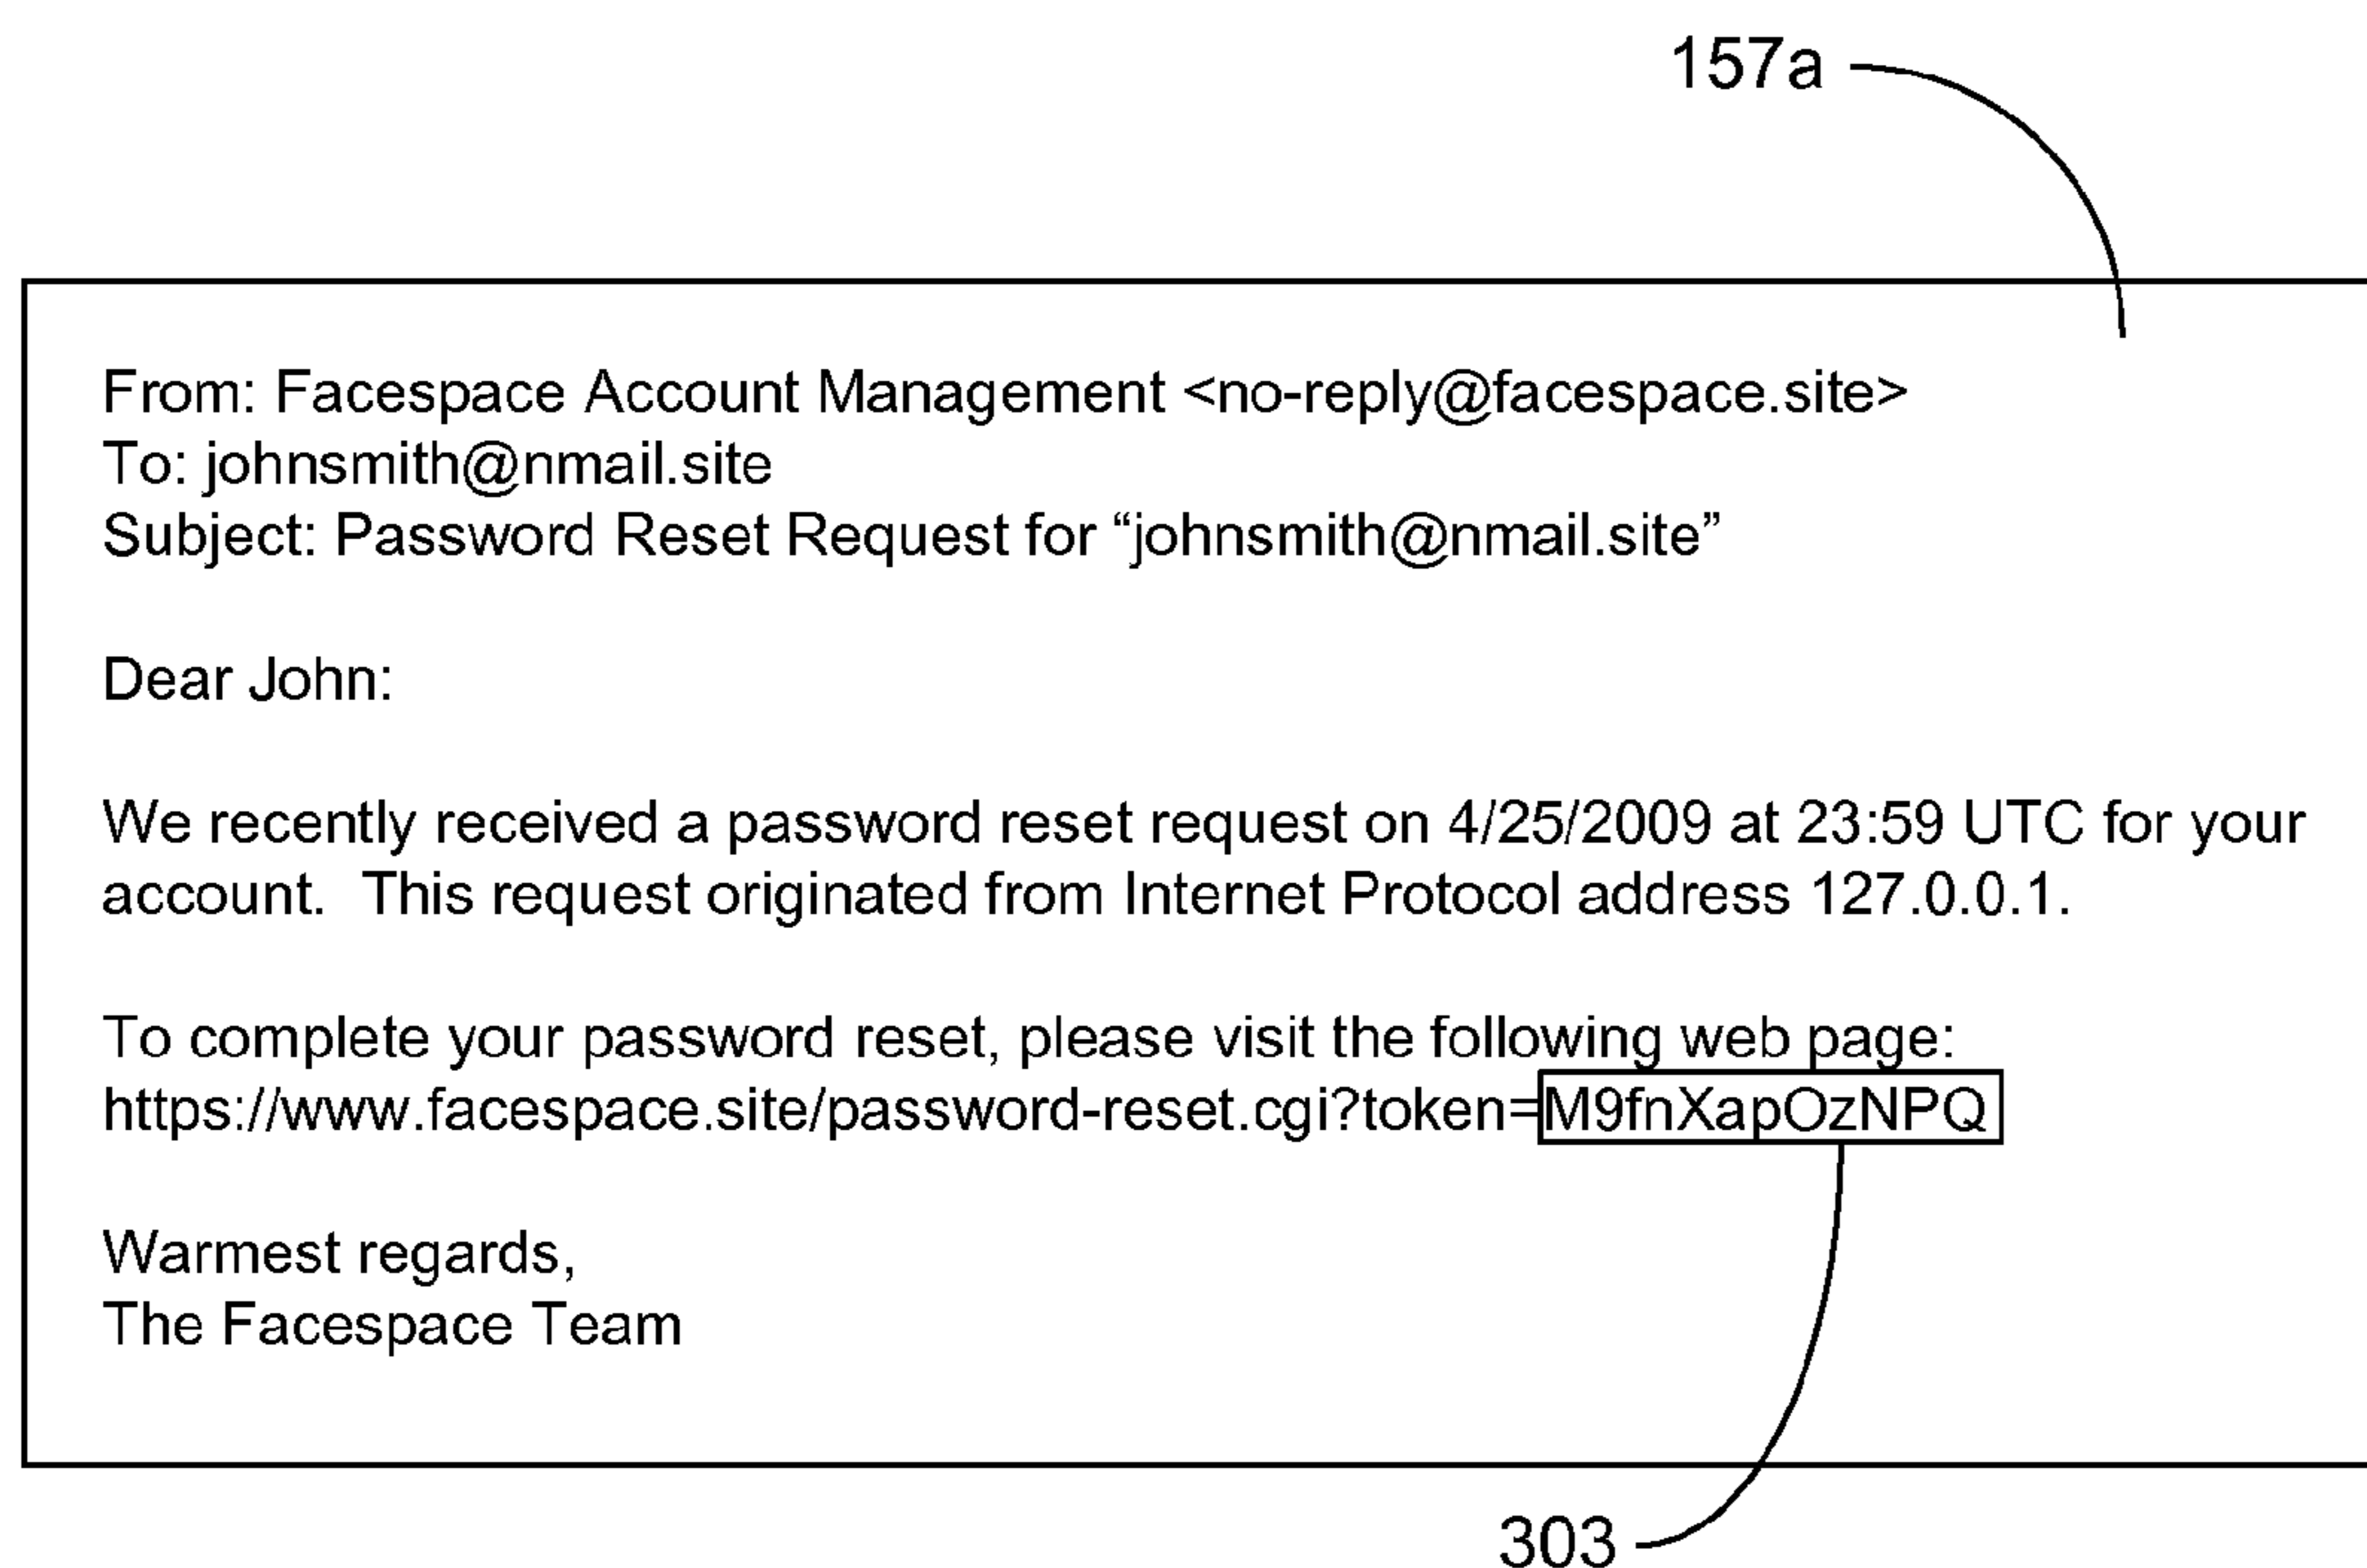 157a
From: Facespace Account Management <no-reply@facespace.site>
To: johnsmith@nmail.site
Subject: Password Reset Request for “johnsmith@nmail.site”
Dear John:
We recently received a password reset request on 4/25/2009 at 23:59 UTC for your
account.  This request originated from Internet Protocol address 127.0.0.1.
To complete your password reset, please visit the following web page:
https://www.facespace.site/password-reset.cgi?token=M9fnXapOzNPQ
Warmest regards,
The Facespace Team
303